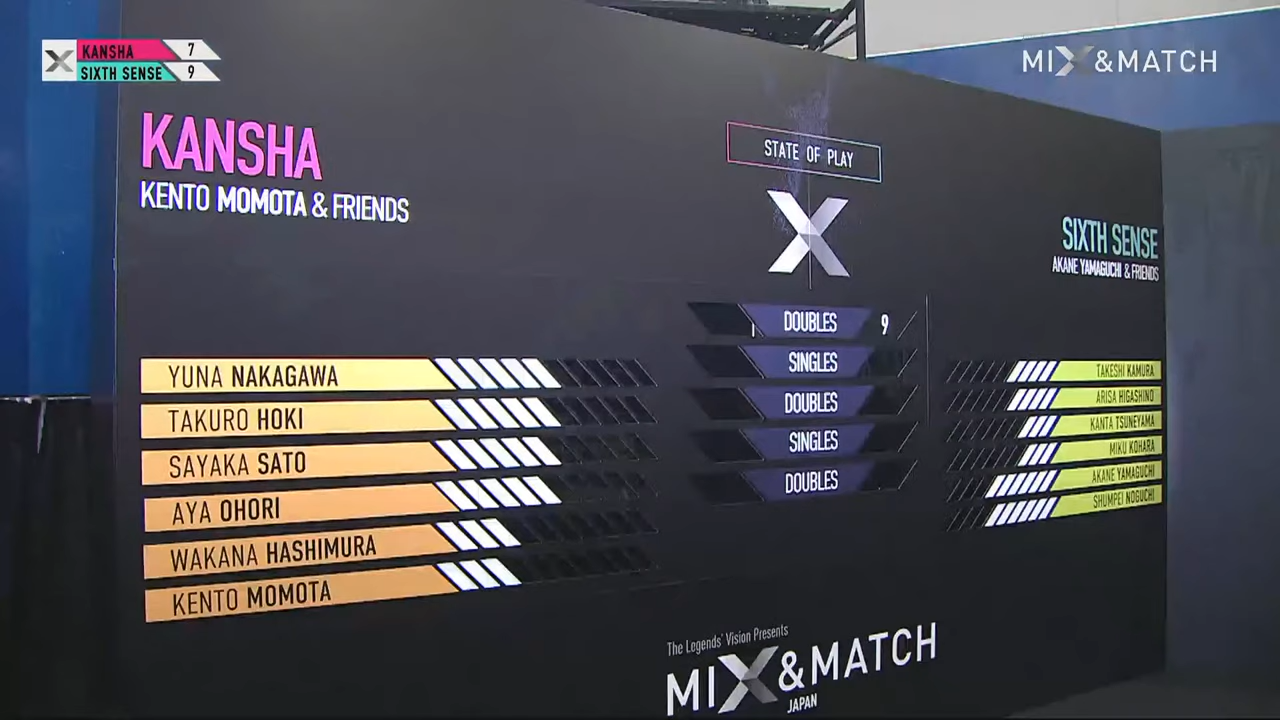 KANSHA 7
SIXTH SENSE 9
MIX&MATCH
KANSHA
KENTO MOMOTA & FRIENDS
STATE OF PLAY
X
SIXTH SENSE
AKANE YAMAGUCHI & FRIENDS
DOUBLES 9
SINGLES
DOUBLES
SINGLES
DOUBLES
YUNA NAKAGAWA
TAKURO HOKI
SAYAKA SATO
AYA OHORI
WAKANA HASHIMURA
KENTO MOMOTA
TAKESHI KAMURA
ARISA HIGASHINO
KANTA TSUNEYAMA
MIKU KOHARA
AKANE YAMAGUCHI
SHUMPEI NOGUCHI
The Legends' Vision Presents
MIX&MATCH
JAPAN